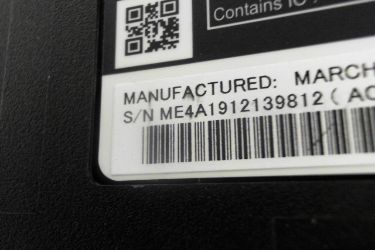 Contains IC
MANUFACTURED: MARCH
S/N ME4A1912139812 ( AC